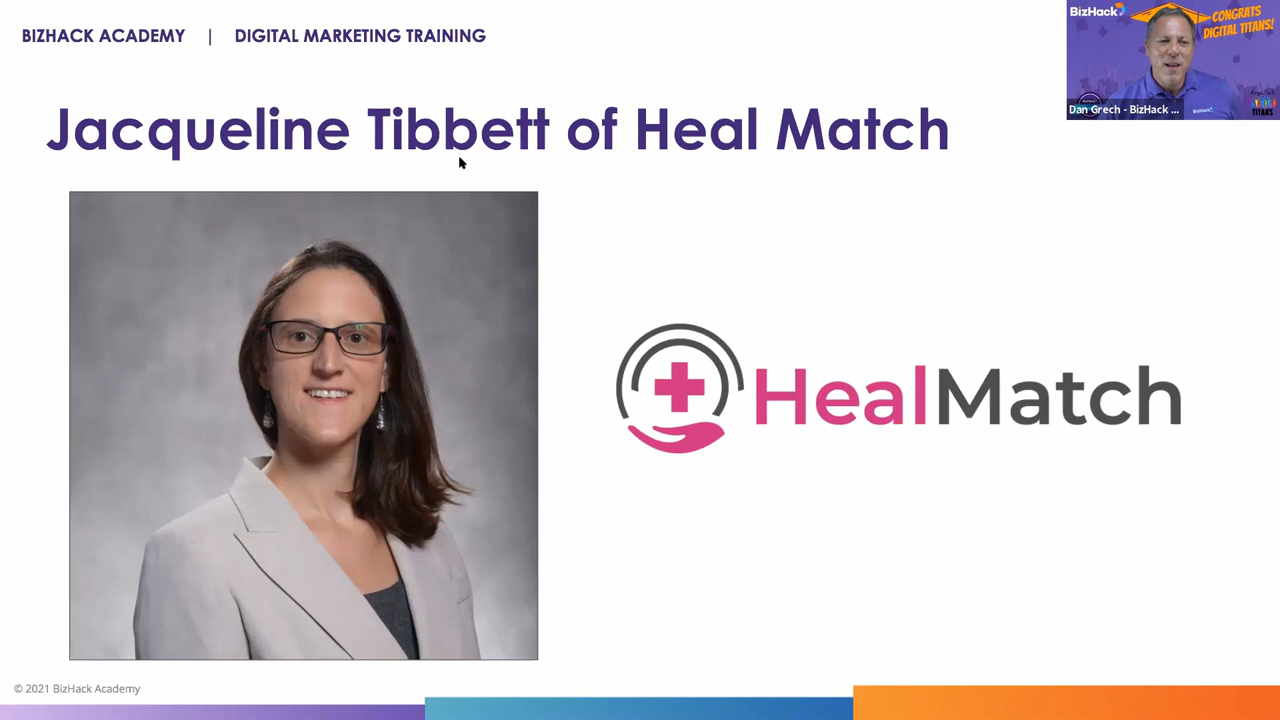 BIZHACK ACADEMY | DIGITAL MARKETING TRAINING
BizHack
CONGRATS
DIGITAL TITANS!
Dan Grech - BizHack ...
Jacqueline Tibbett of Heal Match
HealMatch
© 2021 BizHack Academy